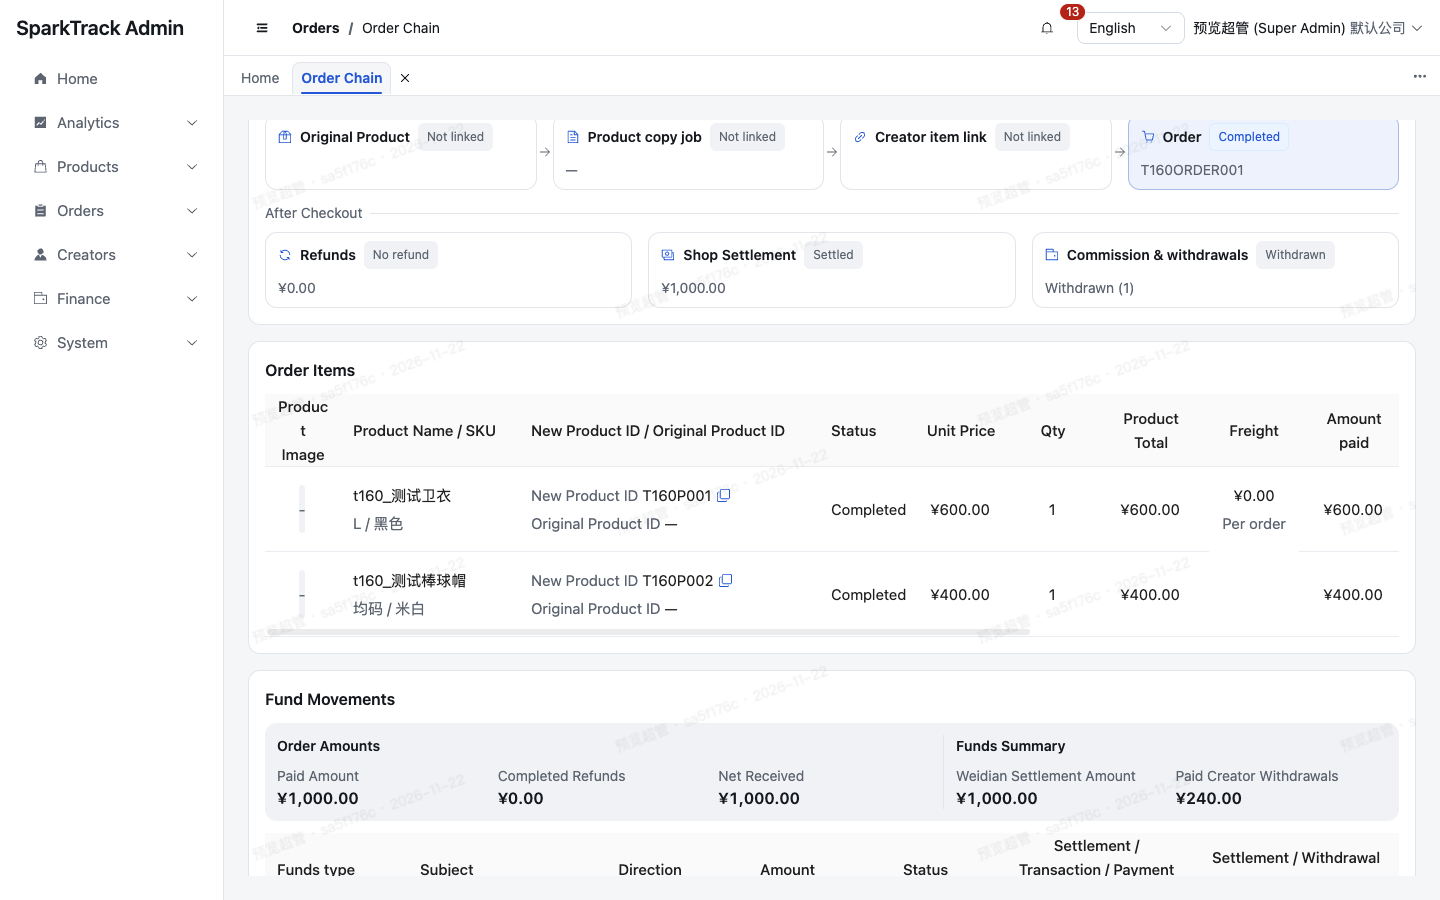 SparkTrack Admin
Home
Analytics
Products
Orders
Creators
Finance
System
Orders / Order Chain
13
English
预览超管 (Super Admin) 默认公司
Home
Order Chain
Original Product Not linked
Product copy job Not linked
—
Creator item link Not linked
Order Completed
T160ORDER001
After Checkout
Refunds No refund
¥0.00
Shop Settlement Settled
¥1,000.00
Commission & withdrawals Withdrawn
Withdrawn (1)
Order Items
Produc
t
Image
Product Name / SKU
New Product ID / Original Product ID
Status
Unit Price
Qty
Product
Total
Freight
Amount
paid
-
t160_测试卫衣
L / 黑色
New Product ID T160P001
Original Product ID —
Completed
¥600.00
1
¥600.00
¥0.00
Per order
¥600.00
-
t160_测试棒球帽
均码 / 米白
New Product ID T160P002
Original Product ID —
Completed
¥400.00
1
¥400.00
¥400.00
Fund Movements
Order Amounts
Paid Amount
¥1,000.00
Completed Refunds
¥0.00
Net Received
¥1,000.00
Funds Summary
Weidian Settlement Amount
¥1,000.00
Paid Creator Withdrawals
¥240.00
Funds type
Subject
Direction
Amount
Status
Settlement /
Transaction / Payment
Settlement / Withdrawal
预览超管 · sa5f176c · 2026-11-22